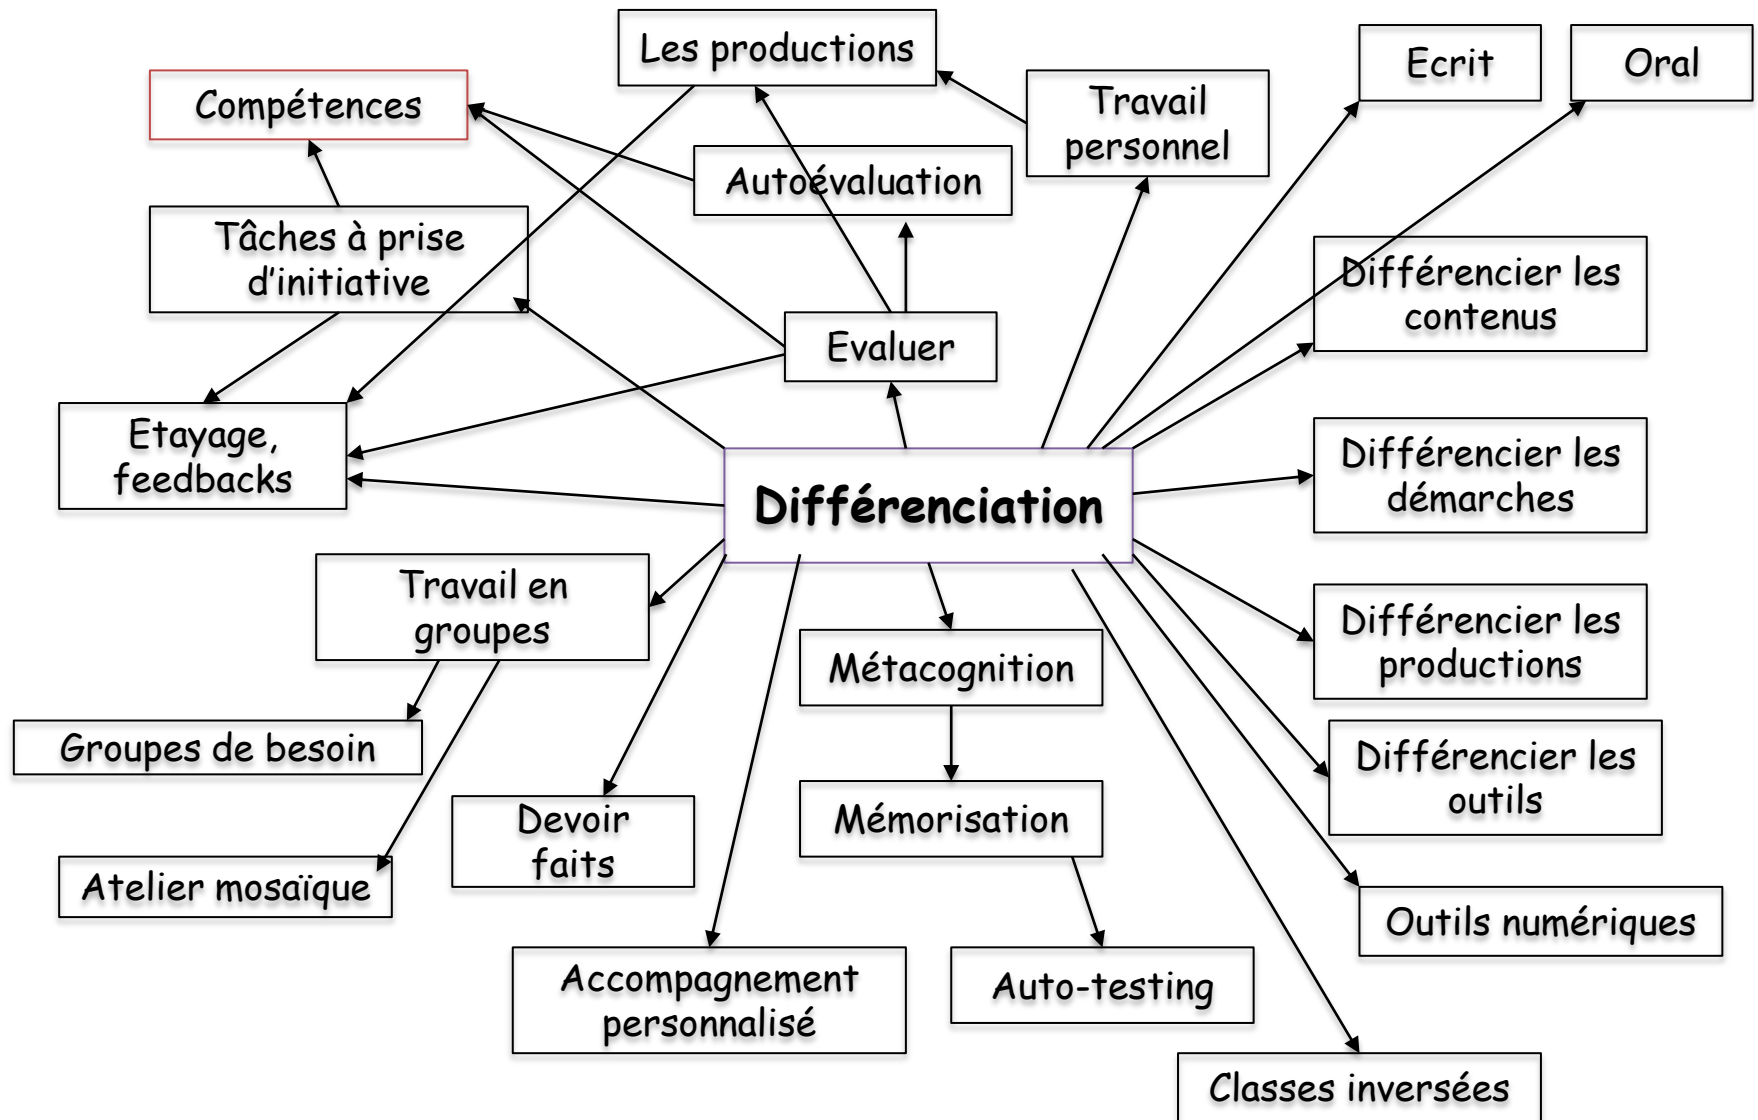 Les productions
Ecrit
Oral
Compétences
Travail
personnel
Autoévaluation
Tâches à prise
d'initiative
Différencier les
contenus
Evaluer
Etayage,
feedbacks
Différencier les
démarches
Différenciation
Travail en
groupes
Différencier les
productions
Métacognition
Groupes de besoin
Différencier les
outils
Devoir
faits
Mémorisation
Atelier mosaïque
Outils numériques
Accompagnement
personnalisé
Auto-testing
Classes inversées